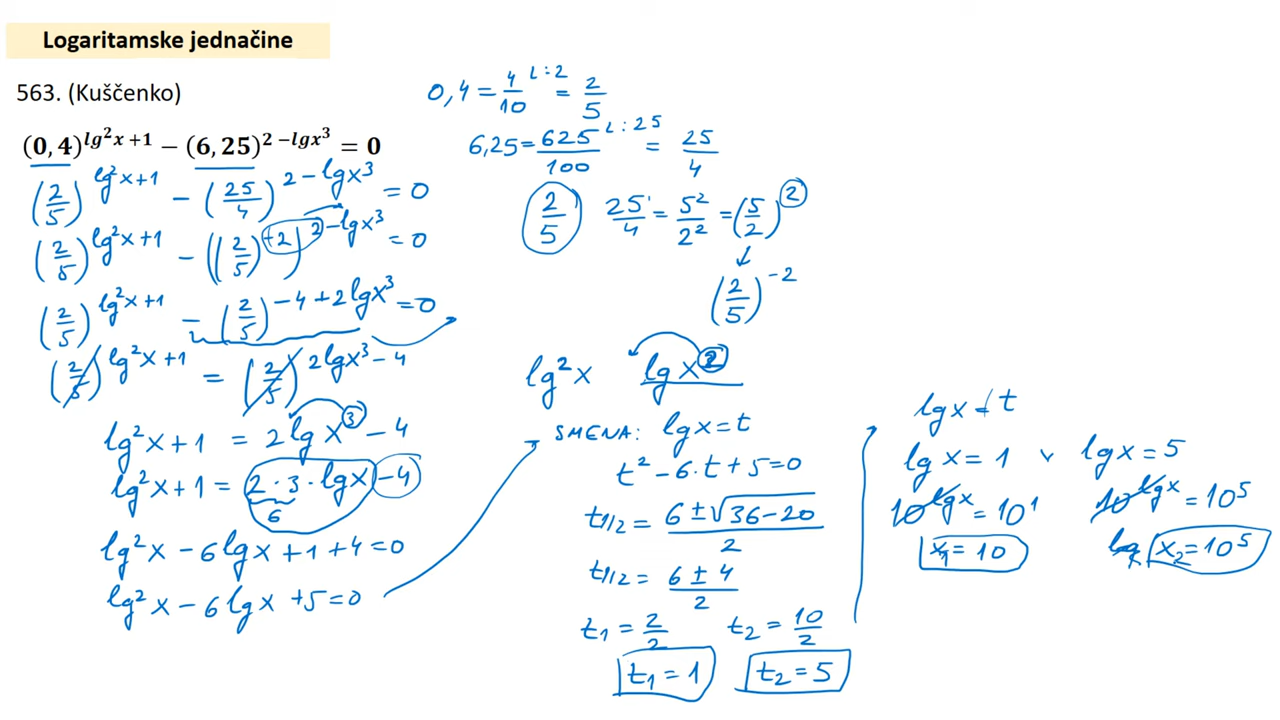 Logaritamske jednačine
563. (Kuščenko)
(0,4)^{lg²x+1} − (6,25)^{2−lgx³} = 0
(2/5)^{lg²x+1} − (25/4)^{2−lgx³} = 0
((2/5)^{lg²x+1} − ((2/5)^{-2})^{2−lgx³} = 0
(2/5)^{lg²x+1} − (2/5)^{−4+2lgx³} = 0
(2/5)^{lg²x+1} = (2/5)^{2lgx³−4}
lg²x+1 = 2lgx³ − 4
lg²x+1 = 2·3·lgx − 4
6
lg²x − 6lgx + 1 + 4 = 0
lg²x − 6lgx + 5 = 0
0,4 = 4/10 L:2 = 2/5
6,25 = 625/100 L:25 = 25/4
2/5 25/4 = 5²/2² = (5/2)²
(2/5)^{−2}
lg²x lgx²
SMENA: lgx = t
t² − 6·t + 5 = 0
t1/2 = 6 ± √36−20 / 2
t1/2 = 6 ± 4 / 2
t₁ = 2/2 t₂ = 10/2
t₁ = 1 t₂ = 5
lgx = t
lgx = 1 ∨ lgx = 5
10^{lgx} = 10¹ 10^{lgx} = 10⁵
x₁ = 10 x₂ = 10⁵